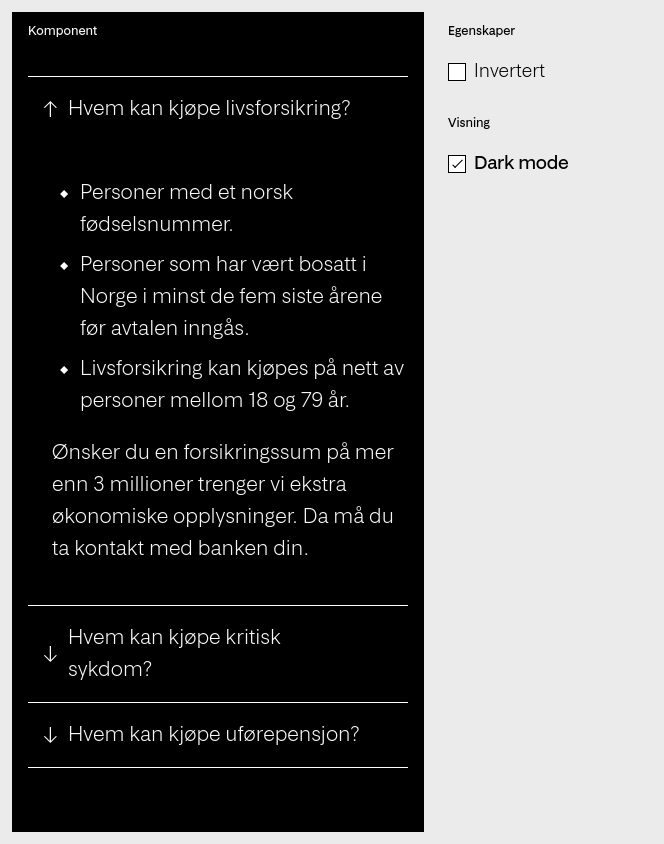 Komponent
Hvem kan kjøpe livsforsikring?
Personer med et norsk
fødselsnummer.
Personer som har vært bosatt i
Norge i minst de fem siste årene
før avtalen inngås.
Livsforsikring kan kjøpes på nett av
personer mellom 18 og 79 år.
Ønsker du en forsikringssum på mer
enn 3 millioner trenger vi ekstra
økonomiske opplysninger. Da må du
ta kontakt med banken din.
Hvem kan kjøpe kritisk
sykdom?
Hvem kan kjøpe uførepensjon?
Egenskaper
Invertert
Visning
Dark mode